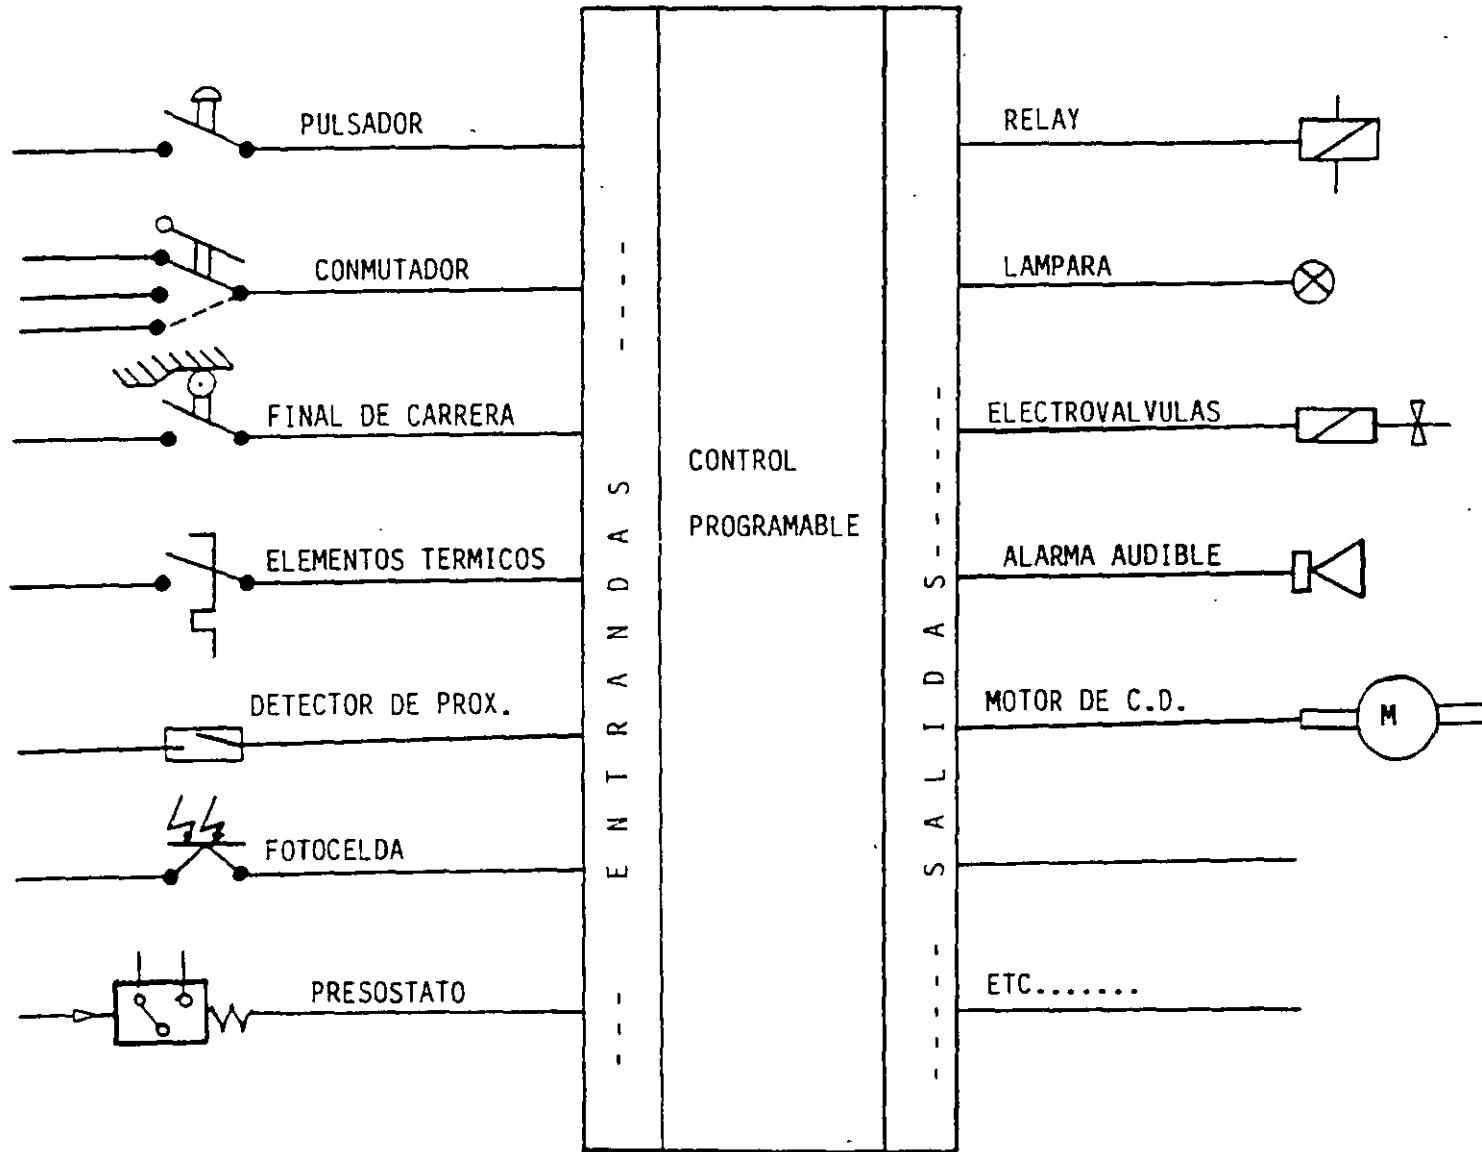 PULSADOR
CONMUTADOR
FINAL DE CARRERA
ELEMENTOS TERMICOS
DETECTOR DE PROX.
FOTOCELDA
PRESOSTATO
--- ENTRANDAS ----
CONTROL
PROGRAMABLE
---- SALIDAS-------
RELAY
LAMPARA
ELECTROVALVULAS
ALARMA AUDIBLE
MOTOR DE C.D.
M
ETC.......